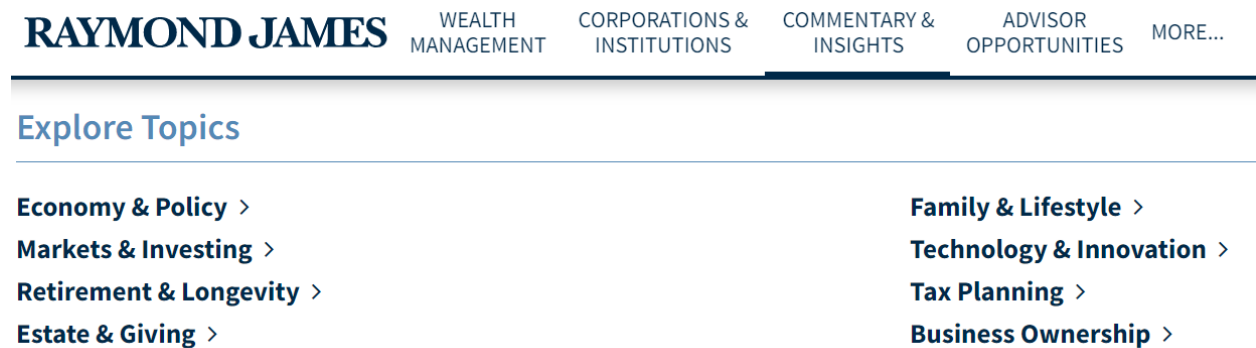 RAYMOND JAMES
WEALTH
MANAGEMENT
CORPORATIONS &
INSTITUTIONS
COMMENTARY &
INSIGHTS
ADVISOR
OPPORTUNITIES
MORE...
Explore Topics
Economy & Policy >
Markets & Investing >
Retirement & Longevity >
Estate & Giving >
Family & Lifestyle >
Technology & Innovation >
Tax Planning >
Business Ownership >